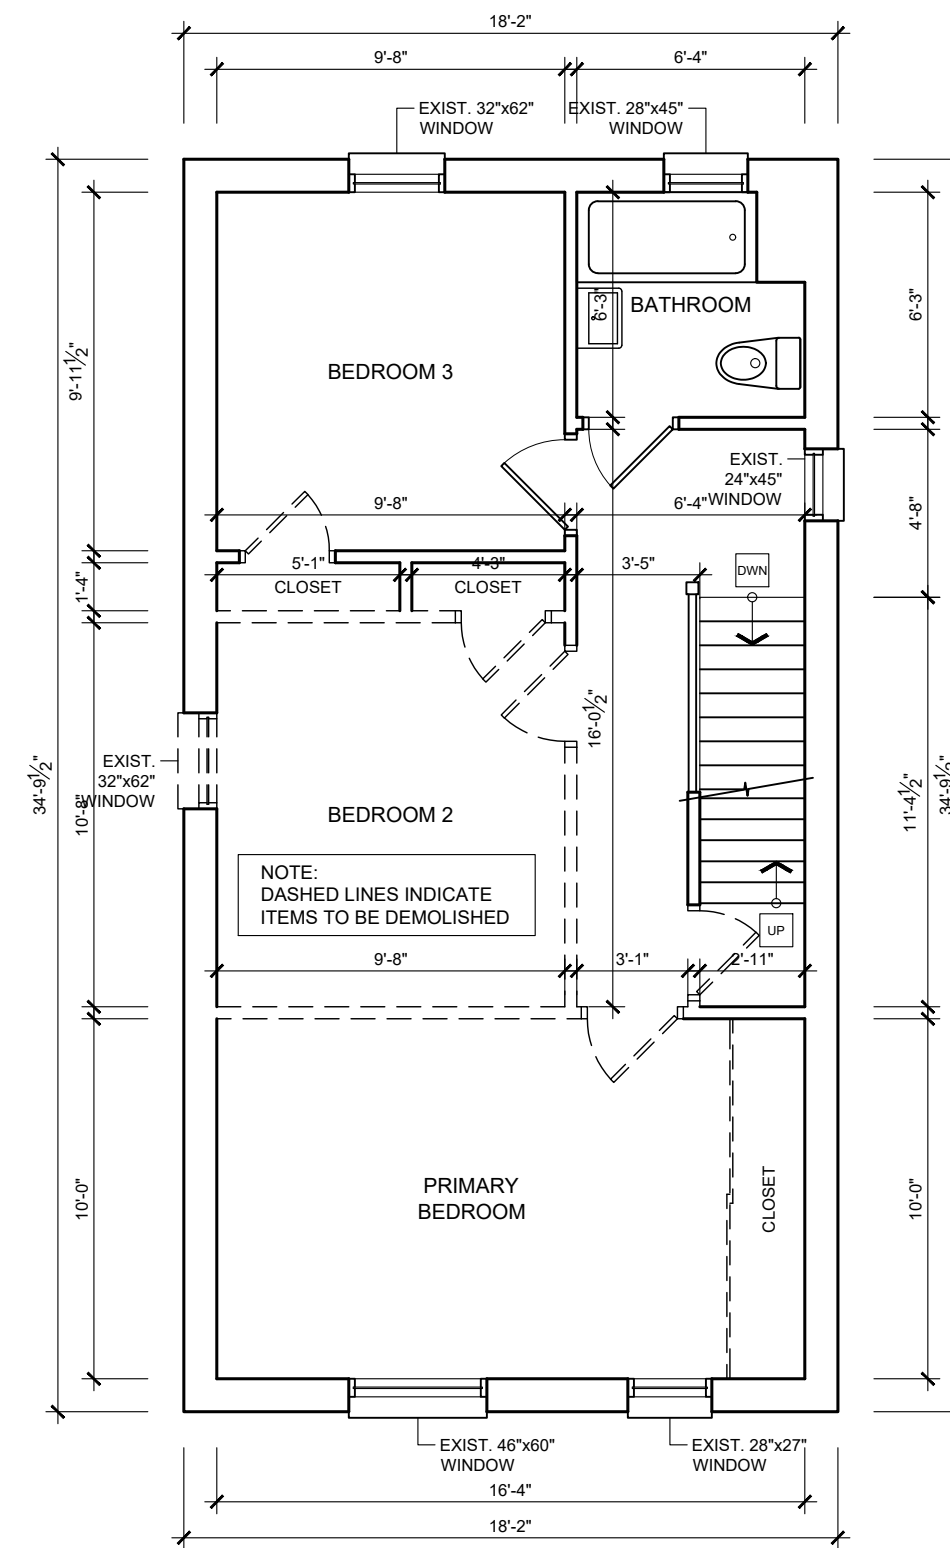 18'-2"
9'-8"
6'-4"
EXIST. 32"x62"
WINDOW
EXIST. 28"x45"
WINDOW
6'-3"
BATHROOM
6'-3"
9'-11½"
BEDROOM 3
EXIST.
24"x45"
WINDOW
9'-8"
6'-4"
4'-8"
1'-4"
5'-1"
CLOSET
4'-3"
CLOSET
3'-5"
DWN
16'-0½"
34'-9½"
EXIST.
32"x62"
WINDOW
10'-8"
BEDROOM 2
11'-4½"
34'-9½"
NOTE:
DASHED LINES INDICATE
ITEMS TO BE DEMOLISHED
UP
9'-8"
3'-1"
2'-11"
10'-0"
PRIMARY
BEDROOM
CLOSET
10'-0"
EXIST. 46"x60"
WINDOW
EXIST. 28"x27"
WINDOW
16'-4"
18'-2"